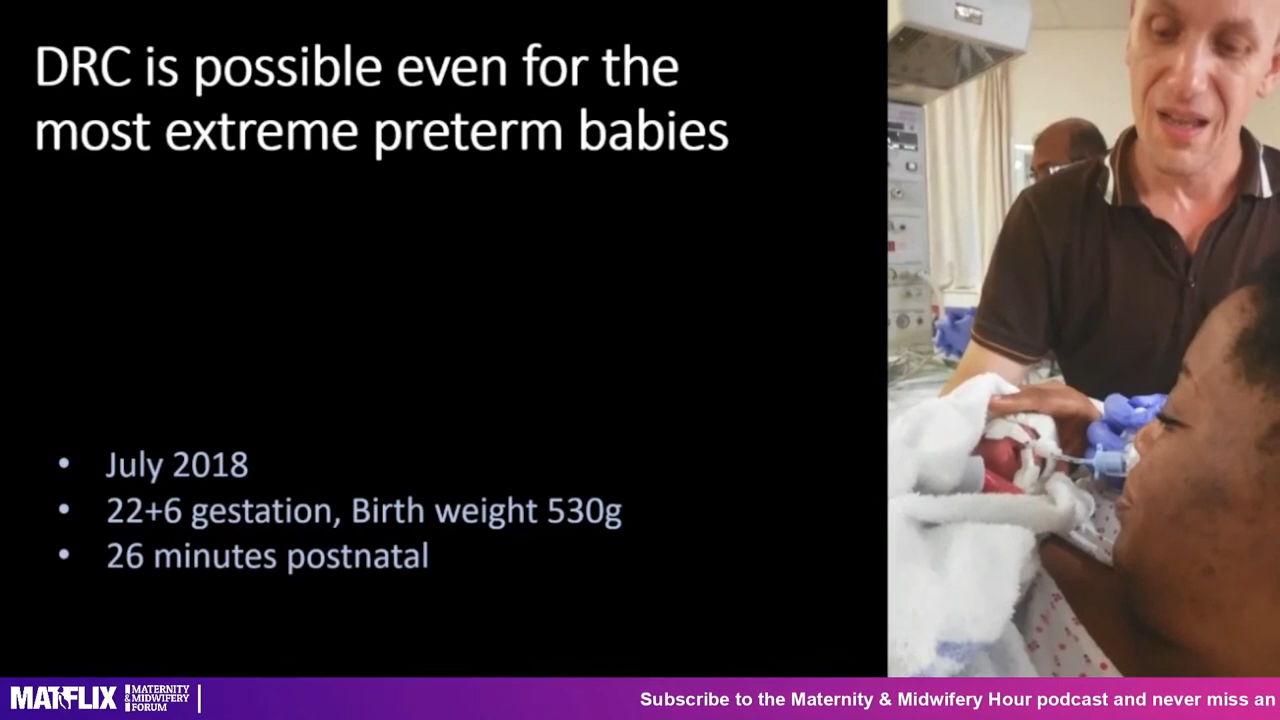 DRC is possible even for the
most extreme preterm babies
• July 2018
• 22+6 gestation, Birth weight 530g
• 26 minutes postnatal
MATFLIX
MATERNITY
& MIDWIFERY
FORUM
Subscribe to the Maternity & Midwifery Hour podcast and never miss an